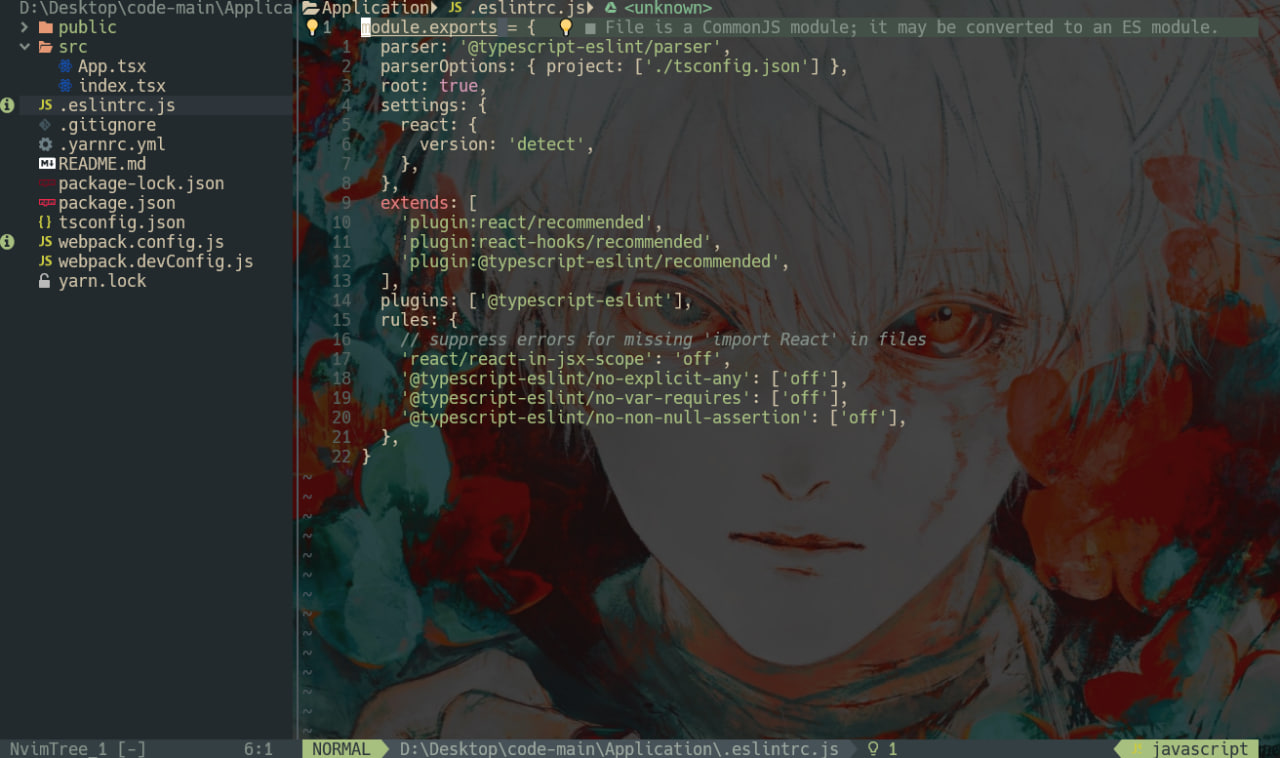 D:\Desktop\code-main\Applica
public
src
App.tsx
index.tsx
.eslintrc.js
.gitignore
.yarnrc.yml
README.md
package-lock.json
package.json
tsconfig.json
webpack.config.js
webpack.devConfig.js
yarn.lock
NvimTree_1 [-] 6:1
Application JS .eslintrc.js <unknown>
1 module.exports = { ■ File is a CommonJS module; it may be converted to an ES module.
1 parser: '@typescript-eslint/parser',
2 parserOptions: { project: ['./tsconfig.json'] },
3 root: true,
4 settings: {
5 react: {
6 version: 'detect',
7 },
8 },
9 extends: [
10 'plugin:react/recommended',
11 'plugin:react-hooks/recommended',
12 'plugin:@typescript-eslint/recommended',
13 ],
14 plugins: ['@typescript-eslint'],
15 rules: {
16 // suppress errors for missing 'import React' in files
17 'react/react-in-jsx-scope': 'off',
18 '@typescript-eslint/no-explicit-any': ['off'],
19 '@typescript-eslint/no-var-requires': ['off'],
20 '@typescript-eslint/no-non-null-assertion': ['off'],
21 },
22 }
NORMAL D:\Desktop\code-main\Application\.eslintrc.js 1 JS javascript